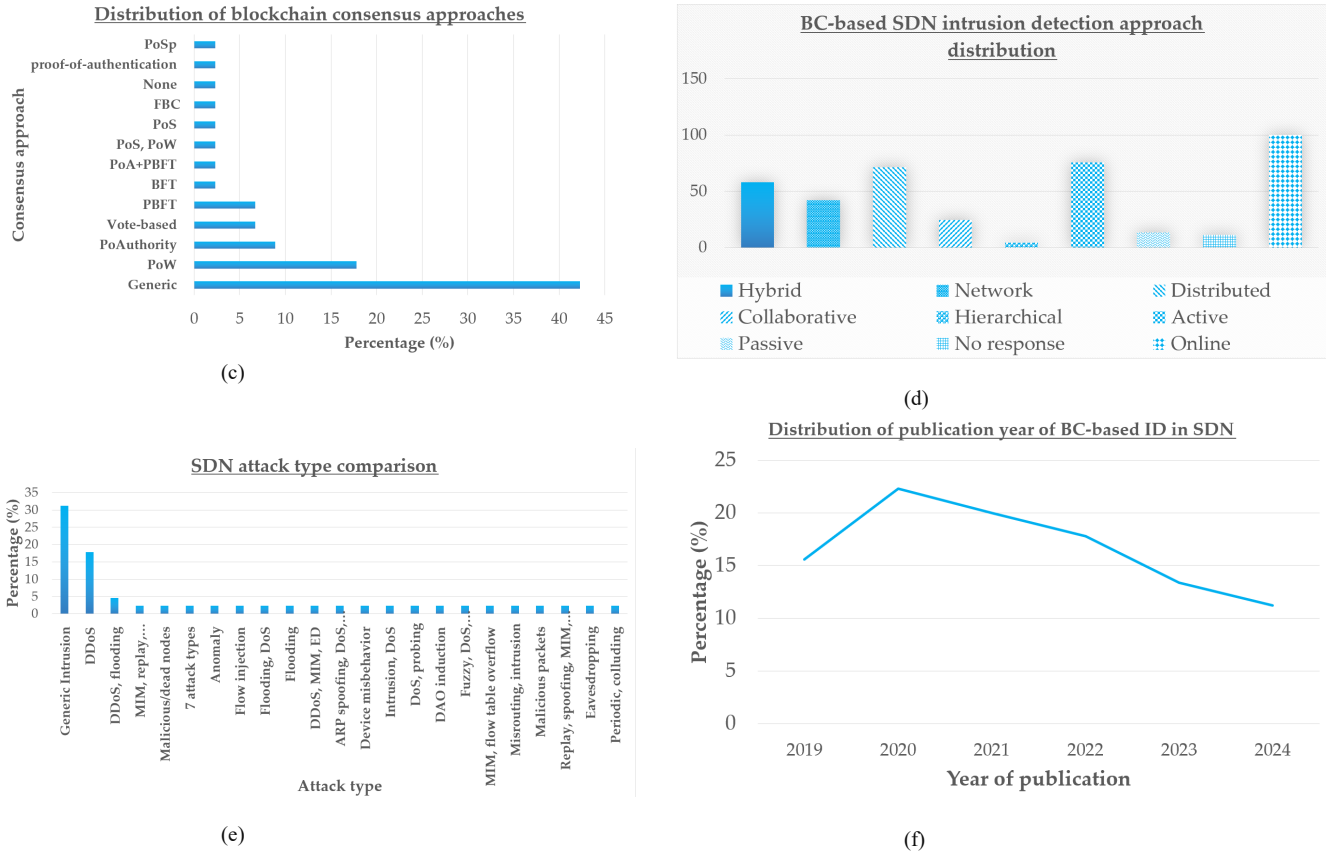 Distribution of blockchain consensus approaches
Consensus approach
PoSp
proof-of-authentication
None
FBC
PoS
PoS, PoW
PoA+PBFT
BFT
PBFT
Vote-based
PoAuthority
PoW
Generic
0 5 10 15 20 25 30 35 40 45
Percentage (%)
(c)
BC-based SDN intrusion detection approach
distribution
150
100
50
0
Hybrid Network Distributed
Collaborative Hierarchical Active
Passive No response Online
(d)
SDN attack type comparison
Percentage (%)
35
30
25
20
15
10
5
0
Generic Intrusion
DDoS
DDoS, flooding
MIM, replay,…
Malicious/dead nodes
7 attack types
Anomaly
Flow injection
Flooding, DoS
Flooding
DDoS, MIM, ED
ARP spoofing, DoS,…
Device misbehavior
Intrusion, DoS
DoS, probing
DAO induction
Fuzzy, DoS,…
MIM, flow table overflow
Misrouting, intrusion
Malicious packets
Replay, spoofing, MIM,…
Eavesdropping
Periodic, colluding
Attack type
(e)
Distribution of publication year of BC-based ID in SDN
Percentage (%)
25
20
15
10
5
0
2019 2020 2021 2022 2023 2024
Year of publication
(f)